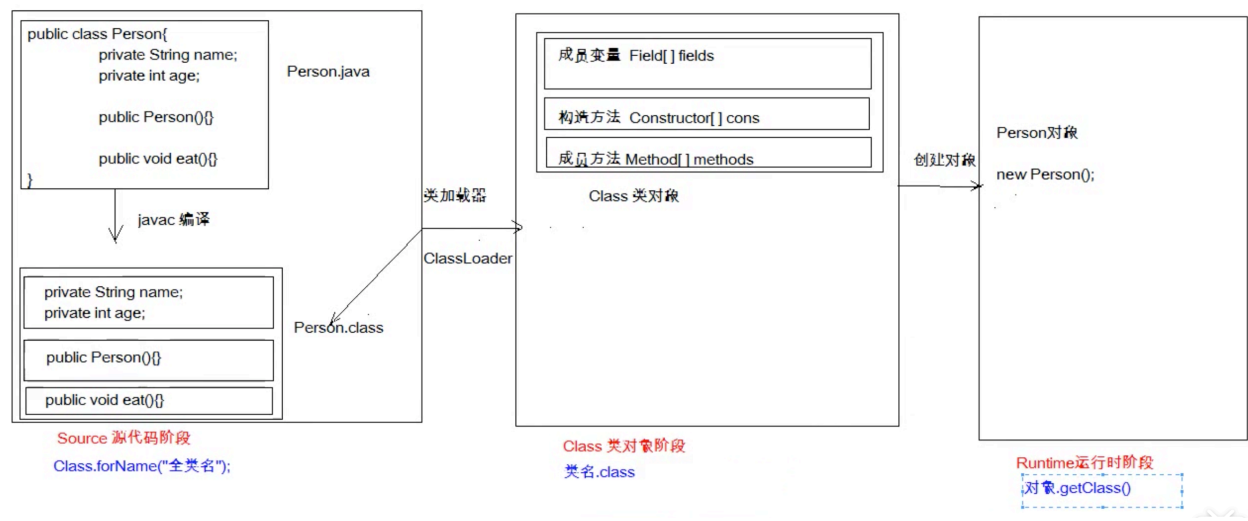 public class Person{
private String name;
private int age;
public Person(){}
public void eat(){}
}
Person.java
javac 编译
private String name;
private int age;
public Person(){}
public void eat(){}
Person.class
Source 源代码阶段
Class.forName("全类名");
类加载器
ClassLoader
成员变量 Field[ ] fields
构造方法 Constructor[ ] cons
成员方法 Method[ ] methods
Class 类对象
Class 类对象阶段
类名.class
创建对象
Person对象
new Person();
Runtime运行时阶段
对象.getClass()